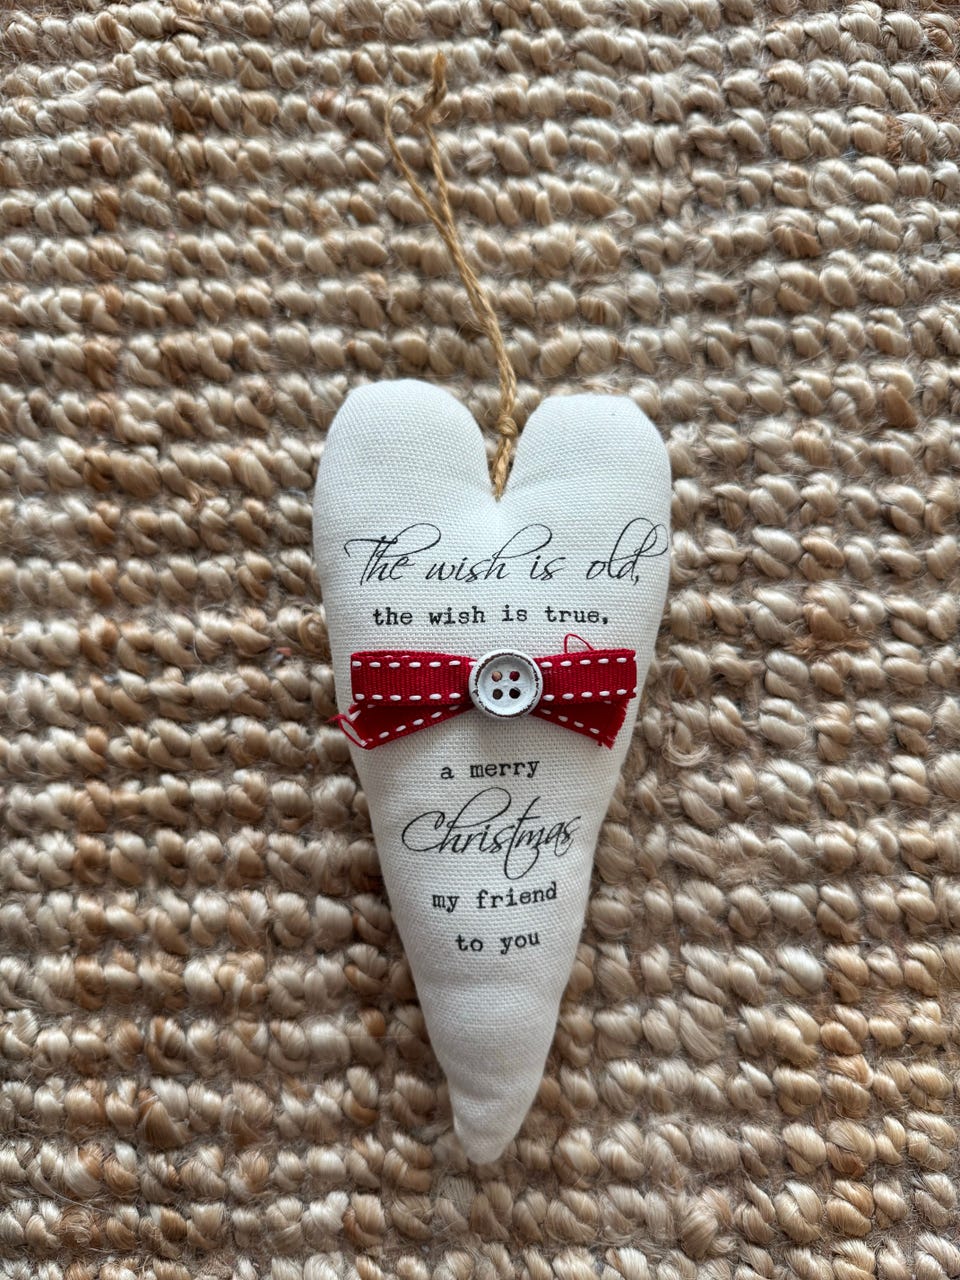 The wish is old,
the wish is true,
a merry
Christmas
my friend
to you